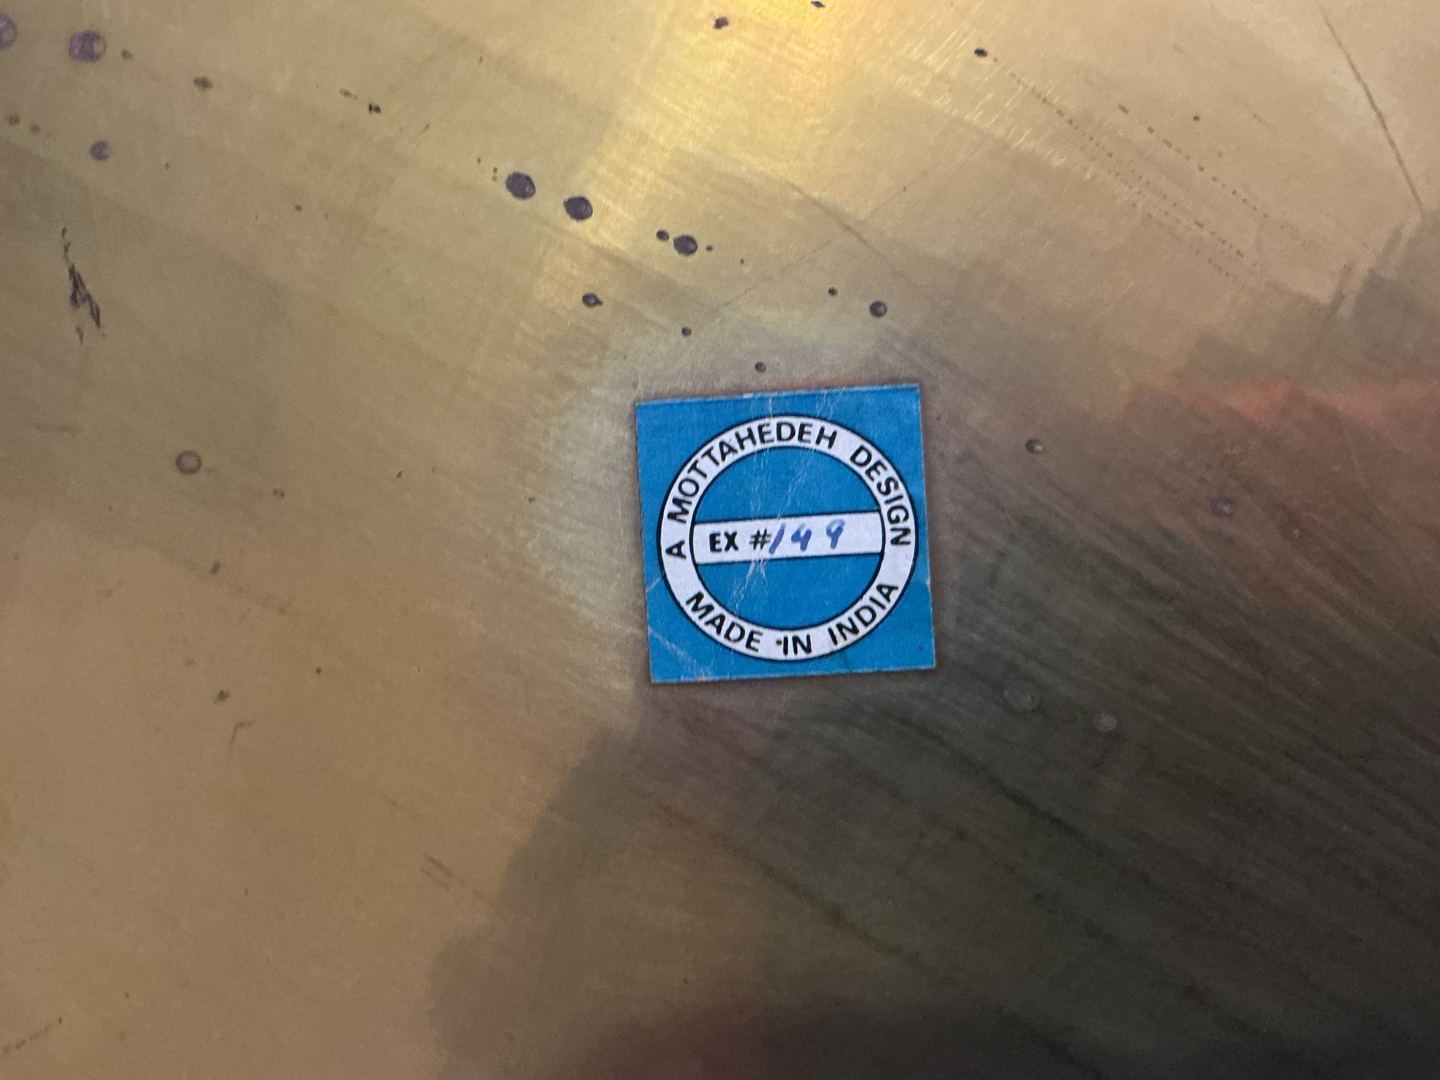 A MOTTAHEDEH DESIGN
EX #149
MADE IN INDIA